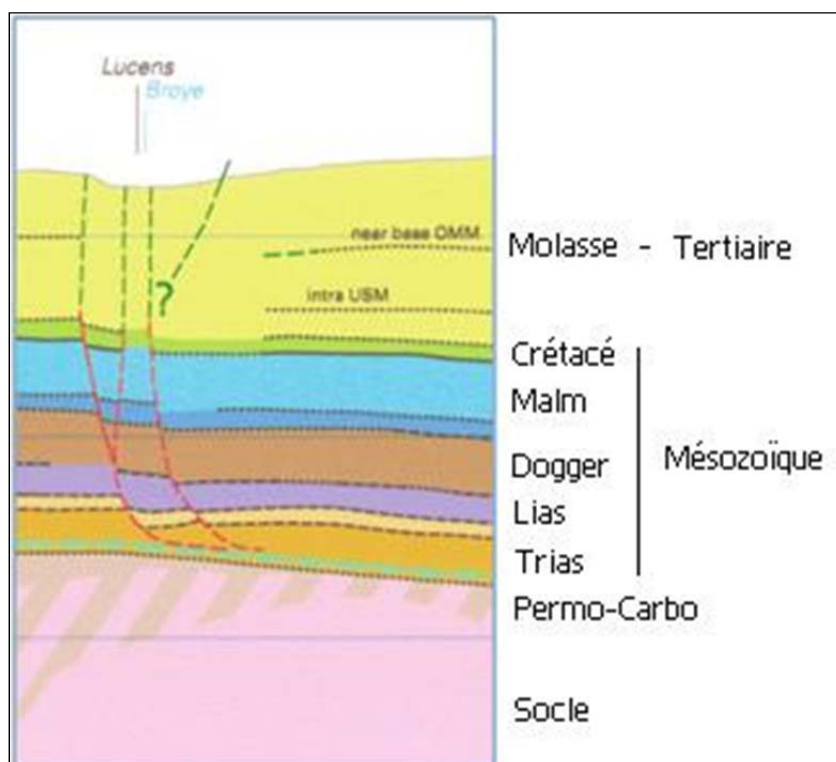 Lucens
Broye
near base OMM
Molasse - Tertiaire
?
intra USM
Crétacé
Malm
Mésozoïque
Dogger
Lias
Trias
Permo-Carbo
Socle